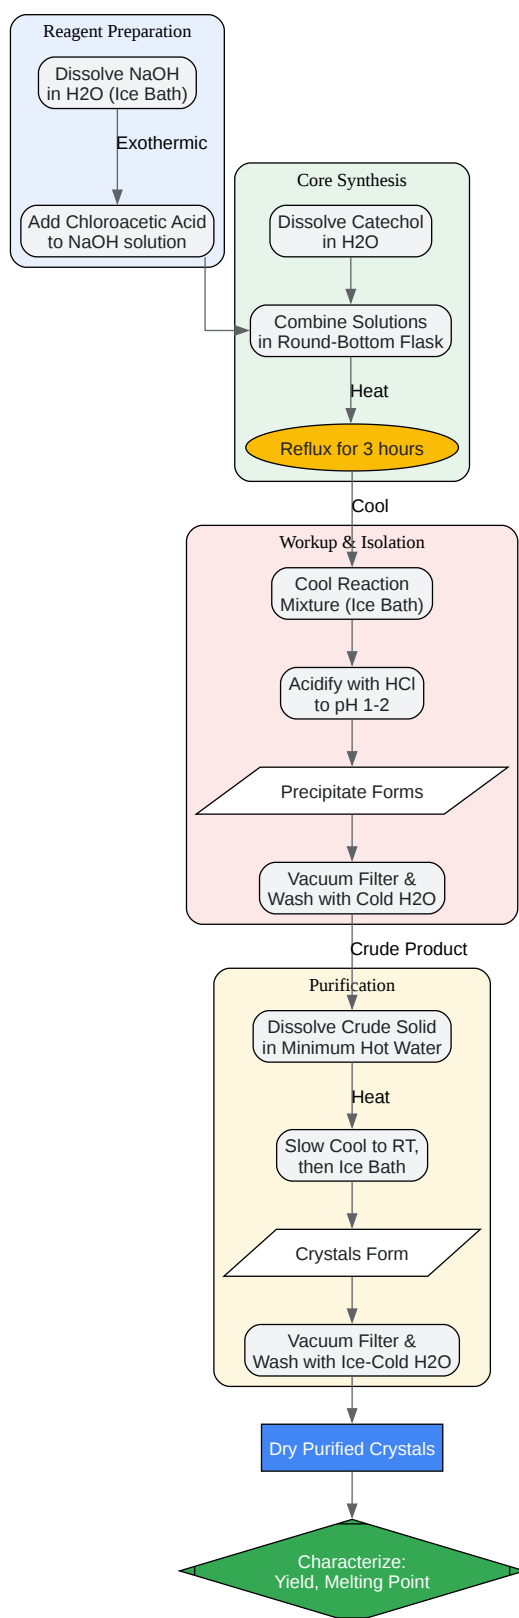 Reagent Preparation
Dissolve NaOH
in H2O (Ice Bath)
Exothermic
Add Chloroacetic Acid
to NaOH solution
Core Synthesis
Dissolve Catechol
in H2O
Combine Solutions
in Round-Bottom Flask
Heat
Reflux for 3 hours
Cool
Workup & Isolation
Cool Reaction
Mixture (Ice Bath)
Acidify with HCl
to pH 1-2
Precipitate Forms
Vacuum Filter &
Wash with Cold H2O
Crude Product
Purification
Dissolve Crude Solid
in Minimum Hot Water
Heat
Slow Cool to RT,
then Ice Bath
Crystals Form
Vacuum Filter &
Wash with Ice-Cold H2O
Dry Purified Crystals
Characterize:
Yield, Melting Point